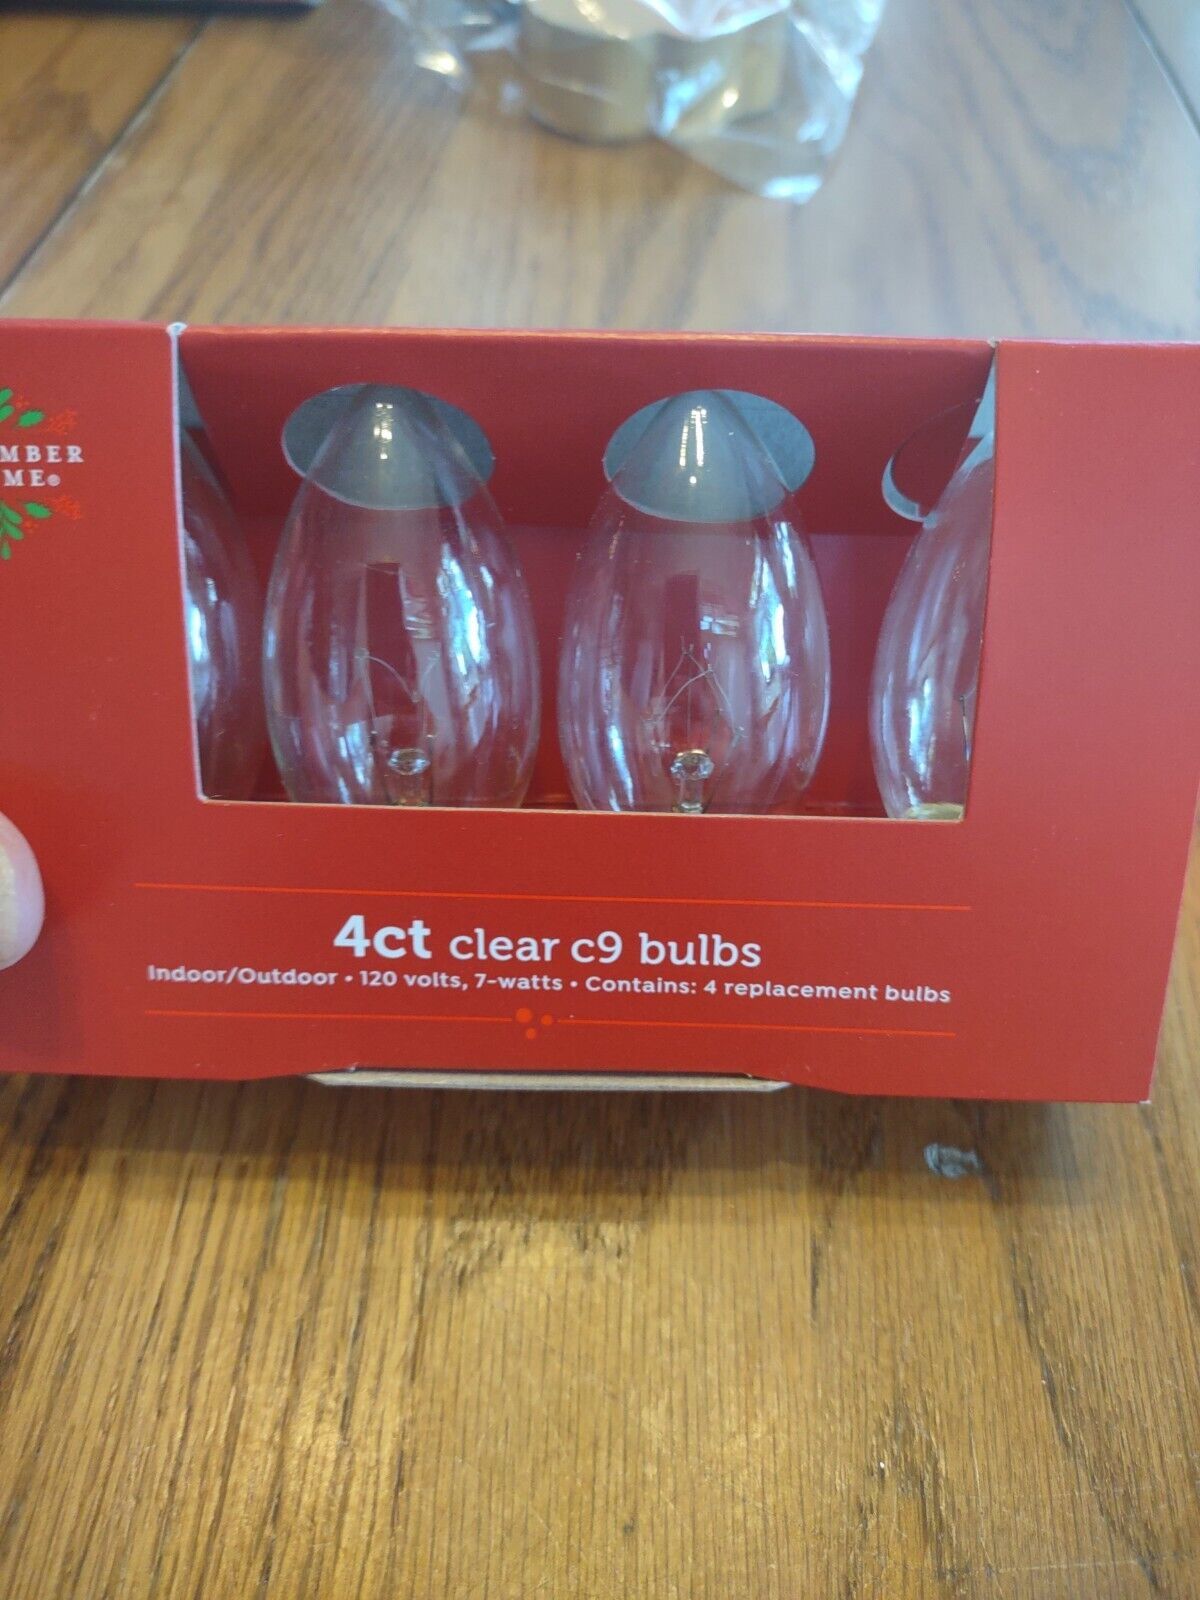 MBER
ME®
4ct clear c9 bulbs
Indoor/Outdoor • 120 volts, 7-watts • Contains: 4 replacement bulbs